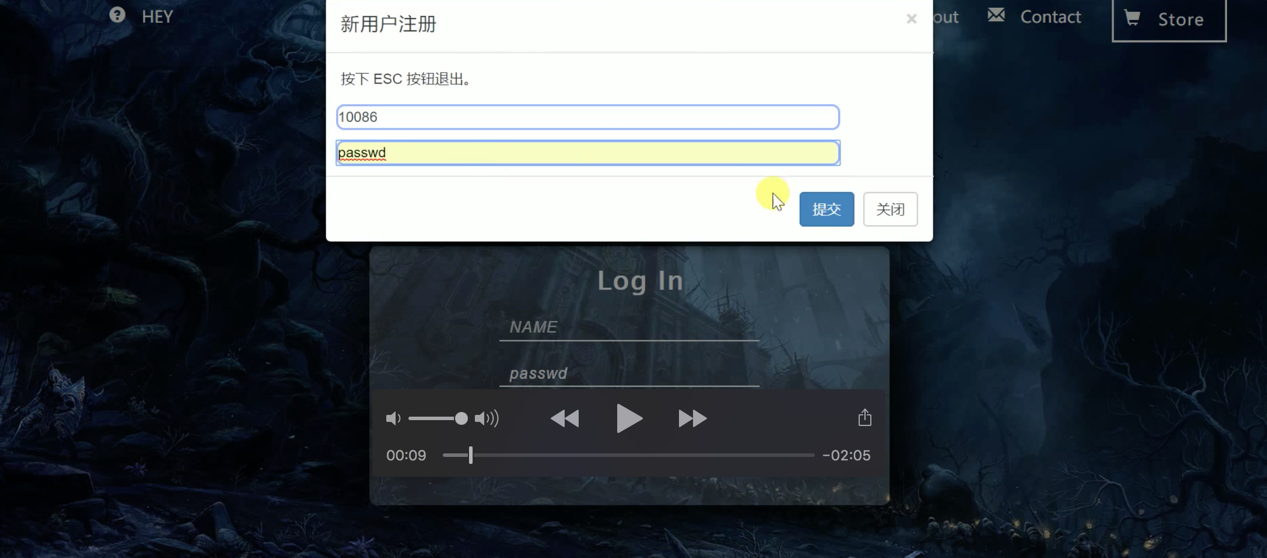 HEY
新用户注册
×
out
Contact
Store
按下 ESC 按钮退出。
10086
passwd
提交
关闭
Log In
NAME
passwd
00:09
-02:05